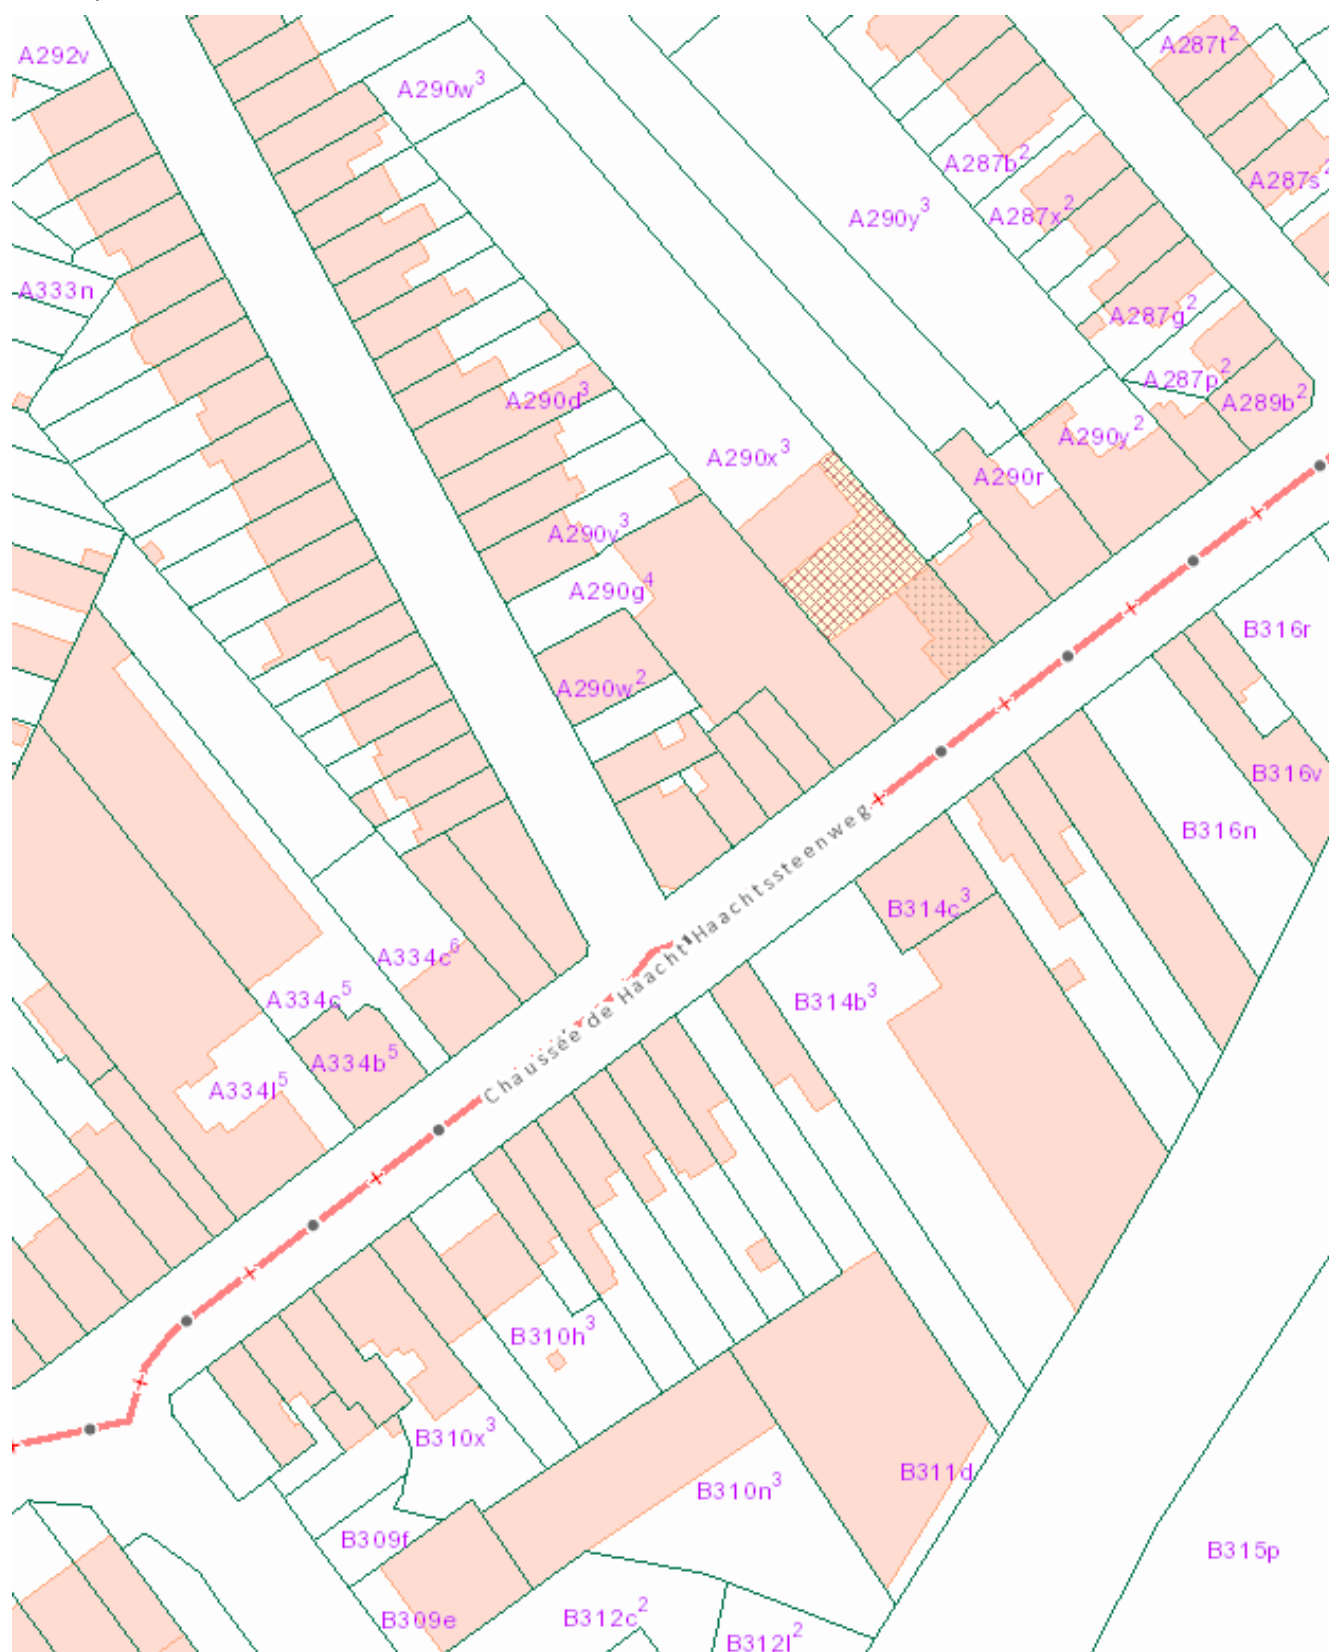 A292v
A290w³
A287t²
A287b²
A287s²
A290y³
A287x²
A333n
A287g²
A287p²
A290d³
A289b²
A290y²
A290x³
A290r
A290v³
A290g⁴
B316r
A290w²
B316v
B316n
Chaussée de Haacht Haachtssteenweg
B314c³
A334c⁶
A334c⁵
B314b³
A334b⁵
A334l⁵
B310h³
B310x³
B311d
B310n³
B309f
B315p
B309e
B312c²
B312l²